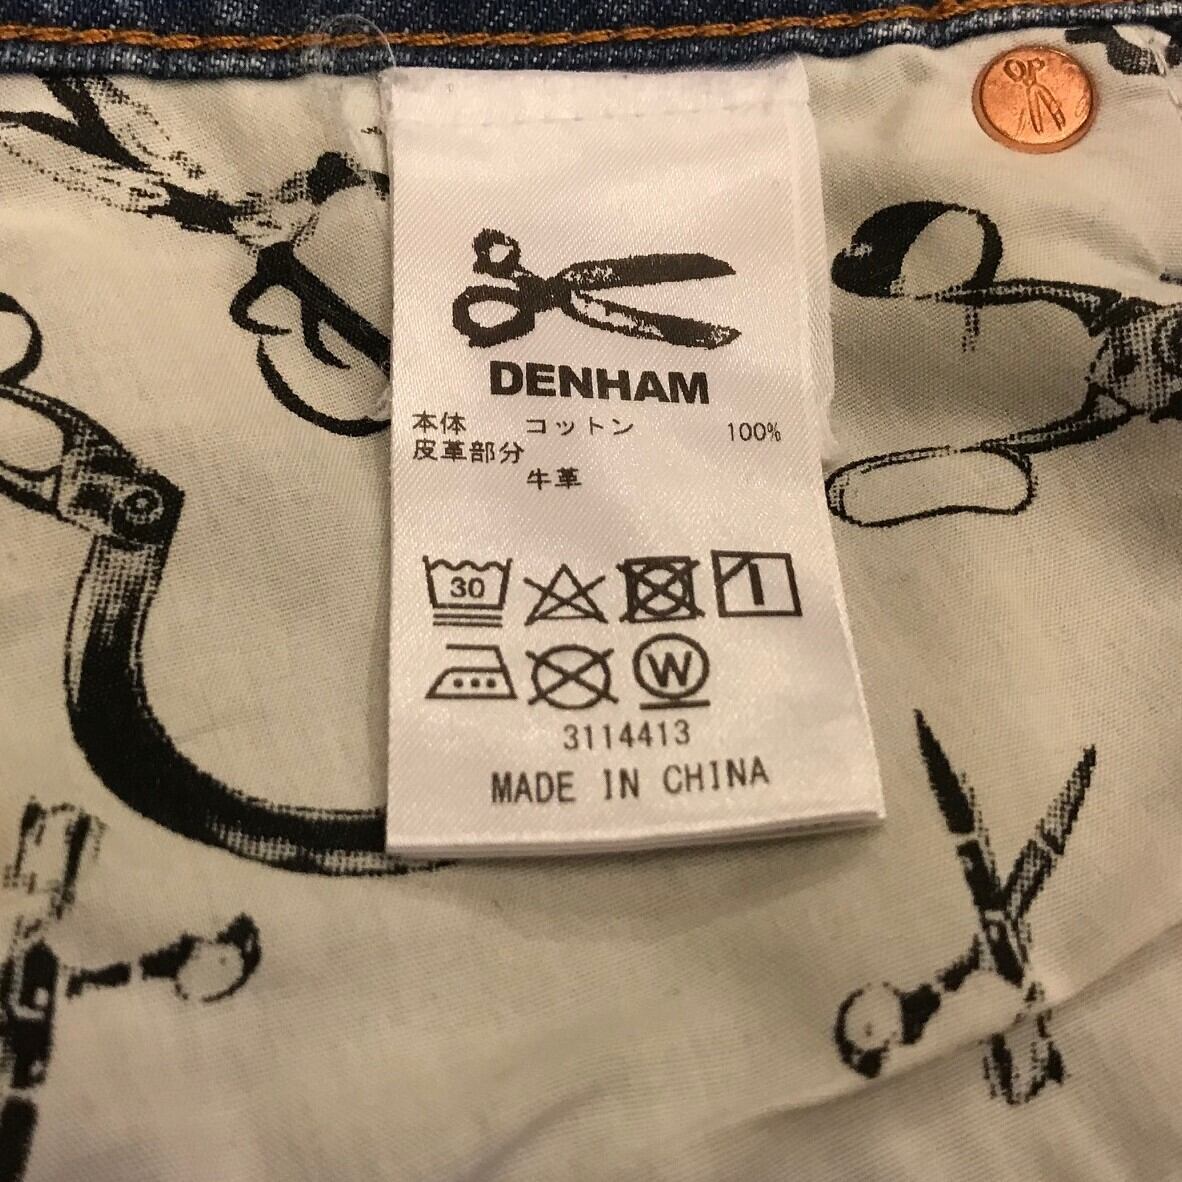 DENHAM
本体 コットン 100%
皮革部分
牛革
30
W
3114413
MADE IN CHINA